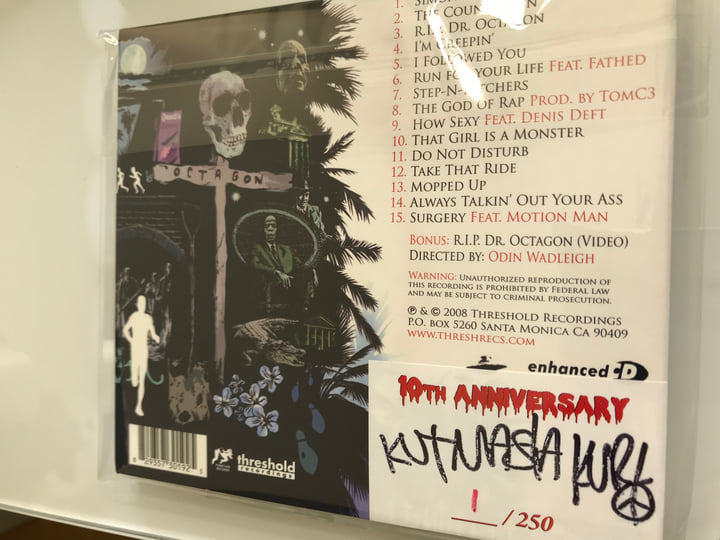 1.
2. THE COUN
3. R.I.P. DR. OCTAGON
4. I'M CREEPIN'
5. I FOLLOWED YOU
6. RUN FOR YOUR LIFE FEAT. FATHED
7. STEP-N-FETCHERS
8. THE GOD OF RAP PROD. BY TOMC3
9. HOW SEXY FEAT. DENIS DEFT
10. THAT GIRL IS A MONSTER
11. DO NOT DISTURB
12. TAKE THAT RIDE
13. MOPPED UP
14. ALWAYS TALKIN' OUT YOUR ASS
15. SURGERY FEAT. MOTION MAN
BONUS: R.I.P. DR. OCTAGON (VIDEO)
DIRECTED BY: ODIN WADLEIGH
WARNING: UNAUTHORIZED REPRODUCTION OF
THIS RECORDING IS PROHIBITED BY FEDERAL LAW
AND MAY BE SUBJECT TO CRIMINAL PROSECUTION.
℗ & © 2008 THRESHOLD RECORDINGS
P.O. BOX 5260 SANTA MONICA CA 90409
WWW.THRESHRECS.COM
enhanced CD
OCTAGON
threshold
recordings
10TH ANNIVERSARY
KUTMASTA KURT
1 / 250